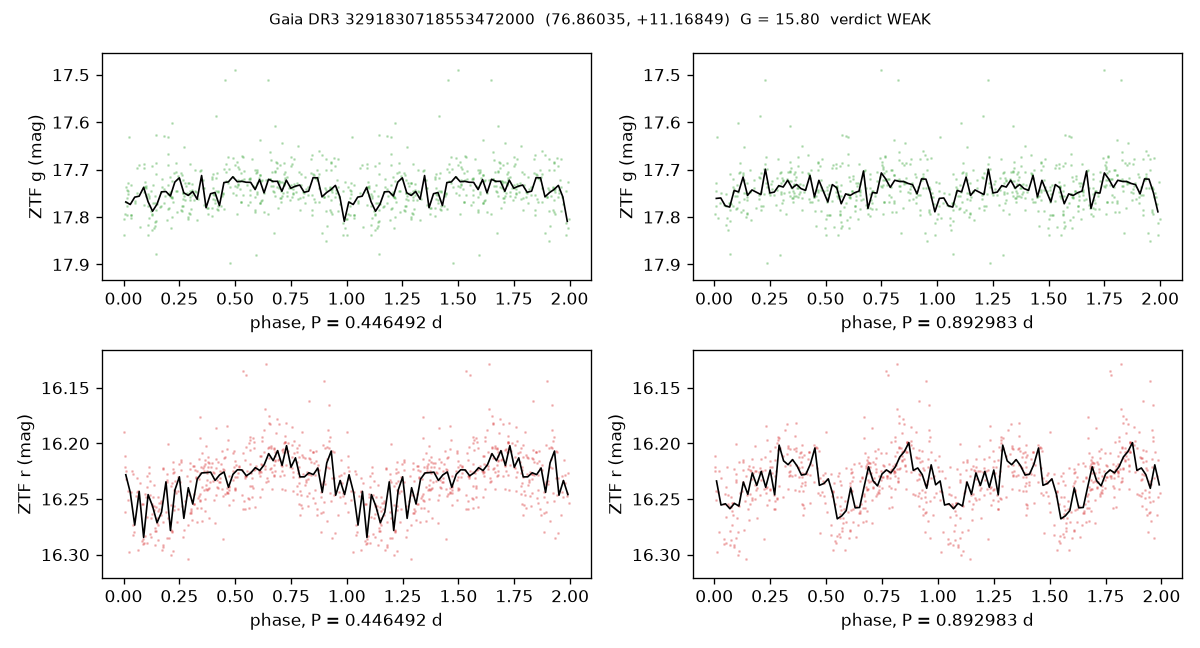 Gaia DR3 3291830718553472000 (76.86035, +11.16849) G = 15.80 verdict WEAK
ZTF g (mag)
17.5
17.6
17.7
17.8
17.9
0.00 0.25 0.50 0.75 1.00 1.25 1.50 1.75 2.00
phase, P = 0.446492 d
ZTF g (mag)
17.5
17.6
17.7
17.8
17.9
0.00 0.25 0.50 0.75 1.00 1.25 1.50 1.75 2.00
phase, P = 0.892983 d
ZTF r (mag)
16.15
16.20
16.25
16.30
0.00 0.25 0.50 0.75 1.00 1.25 1.50 1.75 2.00
phase, P = 0.446492 d
ZTF r (mag)
16.15
16.20
16.25
16.30
0.00 0.25 0.50 0.75 1.00 1.25 1.50 1.75 2.00
phase, P = 0.892983 d